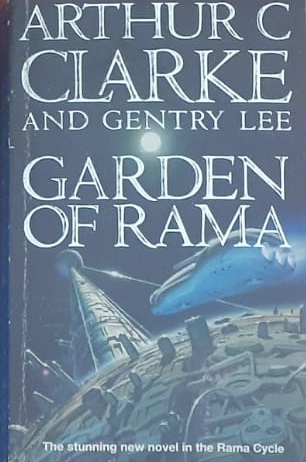 ARTHUR C
CLARKE
AND GENTRY LEE
GARDEN
OF RAMA
The stunning new novel in the Rama Cycle